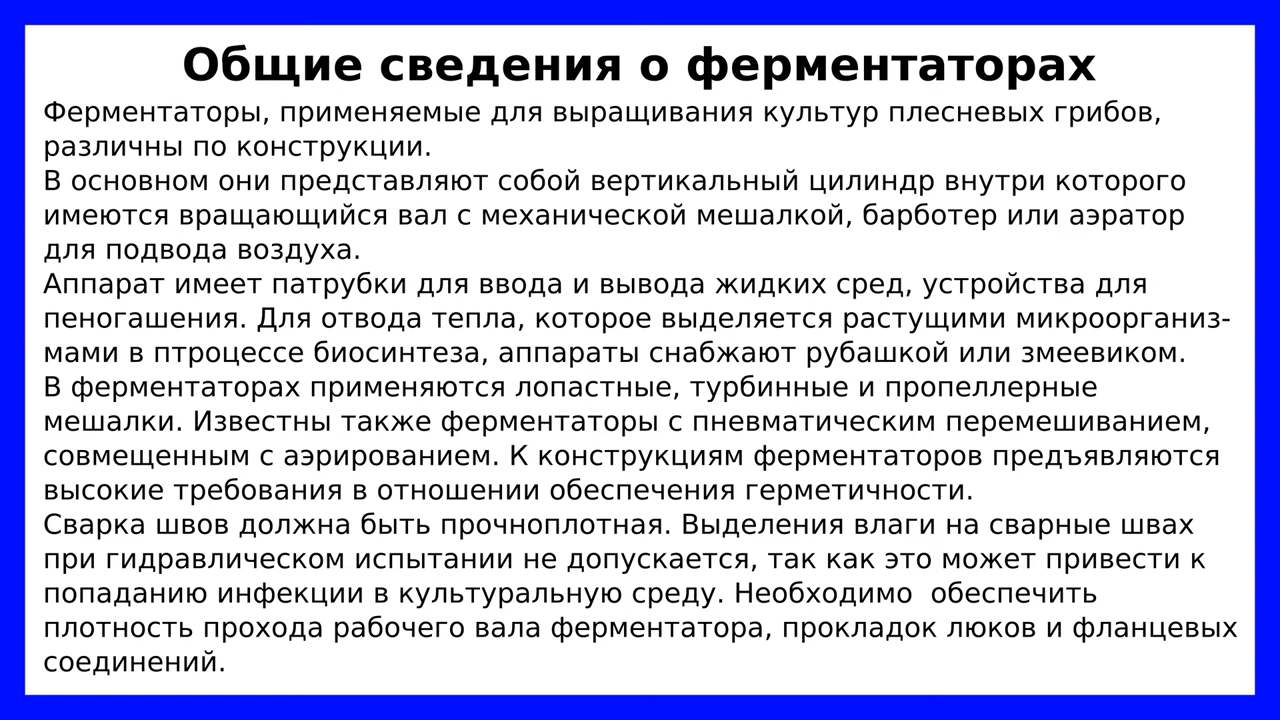 Общие сведения о ферментаторах
Ферментаторы, применяемые для выращивания культур плесневых грибов,
различны по конструкции.
В основном они представляют собой вертикальный цилиндр внутри которого
имеются вращающийся вал с механической мешалкой, барботер или аэратор
для подвода воздуха.
Аппарат имеет патрубки для ввода и вывода жидких сред, устройства для
пеногашения. Для отвода тепла, которое выделяется растущими микроорганиз-
мами в птроцессе биосинтеза, аппараты снабжают рубашкой или змеевиком.
В ферментаторах применяются лопастные, турбинные и пропеллерные
мешалки. Известны также ферментаторы с пневматическим перемешиванием,
совмещенным с аэрированием. К конструкциям ферментаторов предъявляются
высокие требования в отношении обеспечения герметичности.
Сварка швов должна быть прочноплотная. Выделения влаги на сварные швах
при гидравлическом испытании не допускается, так как это может привести к
попаданию инфекции в культуральную среду. Необходимо  обеспечить
плотность прохода рабочего вала ферментатора, прокладок люков и фланцевых
соединений.